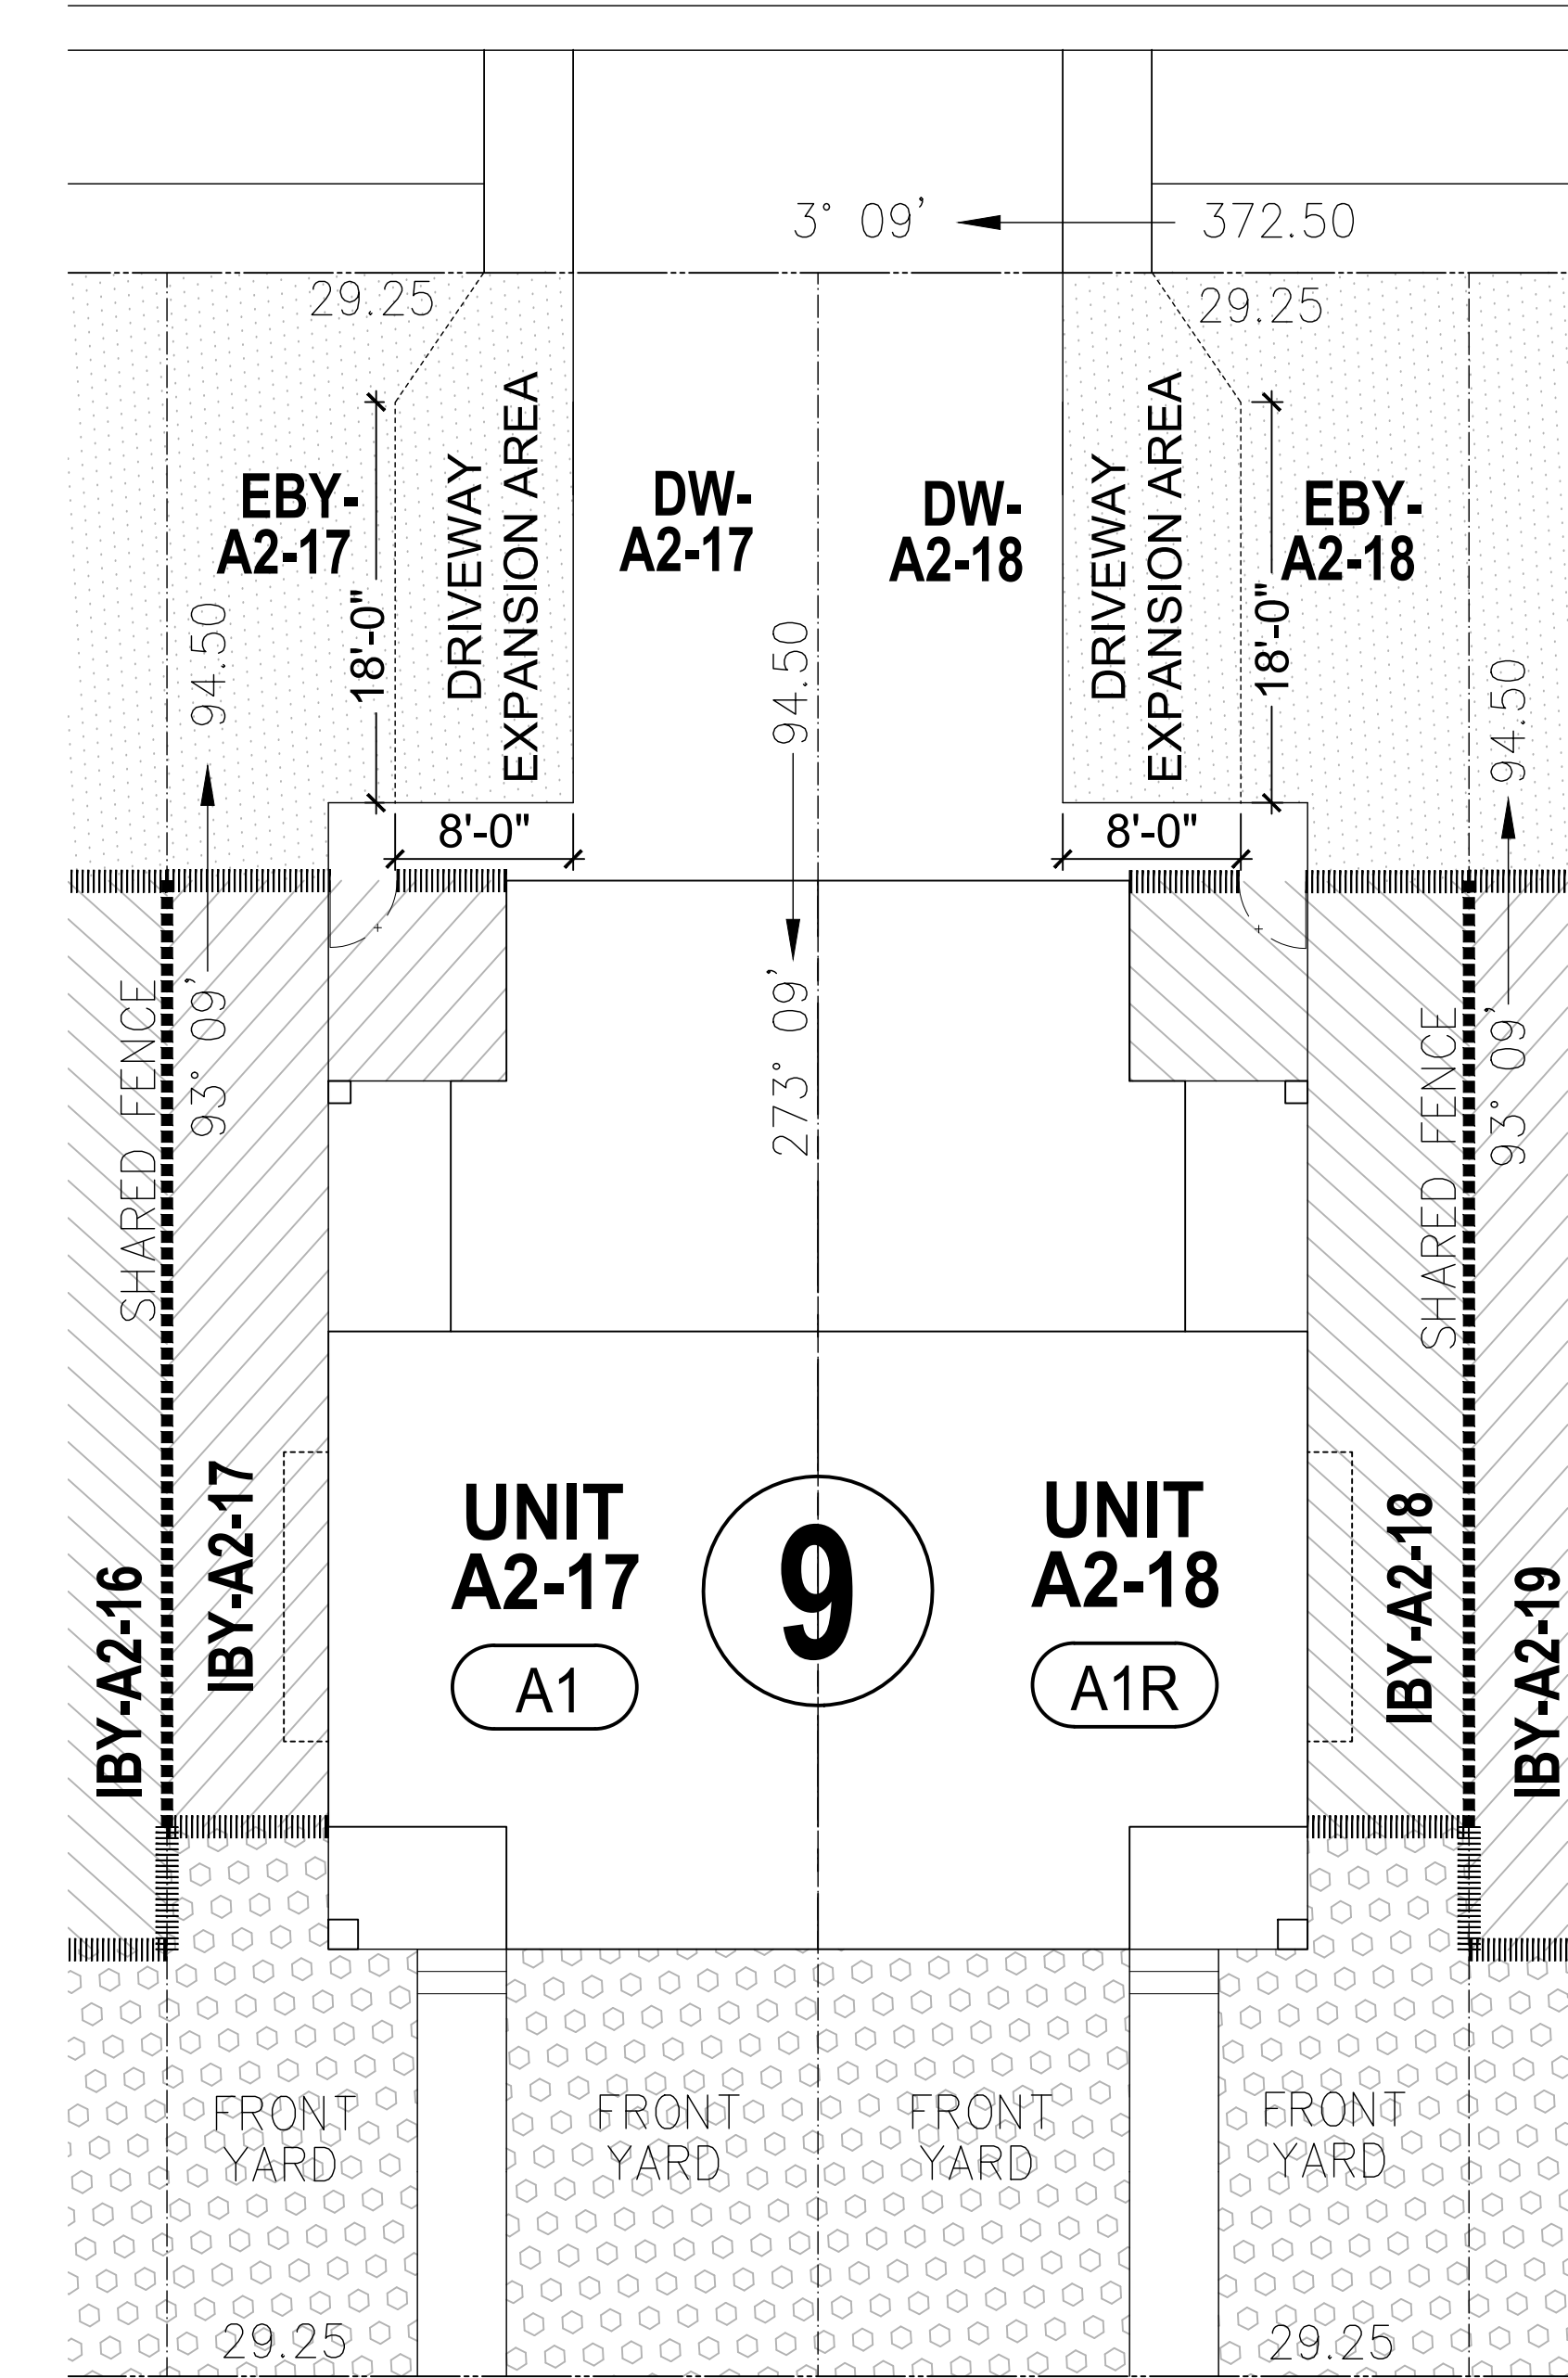 3° 09’
372.50
29.25
29.25
EBY-
A2-17
DRIVEWAY
EXPANSION AREA
DW-
A2-17
DW-
A2-18
DRIVEWAY
EXPANSION AREA
EBY-
A2-18
18'-0"
18'-0"
94.50
94.50
94.50
8'-0"
8'-0"
SHARED FENCE
93° 09’
273° 09’
SHARED FENCE
93° 09’
IBY-A2-16
IBY-A2-17
UNIT
A2-17
A1
9
UNIT
A2-18
A1R
IBY-A2-18
IBY-A2-19
FRONT
YARD
FRONT
YARD
FRONT
YARD
FRONT
YARD
29.25
29.25